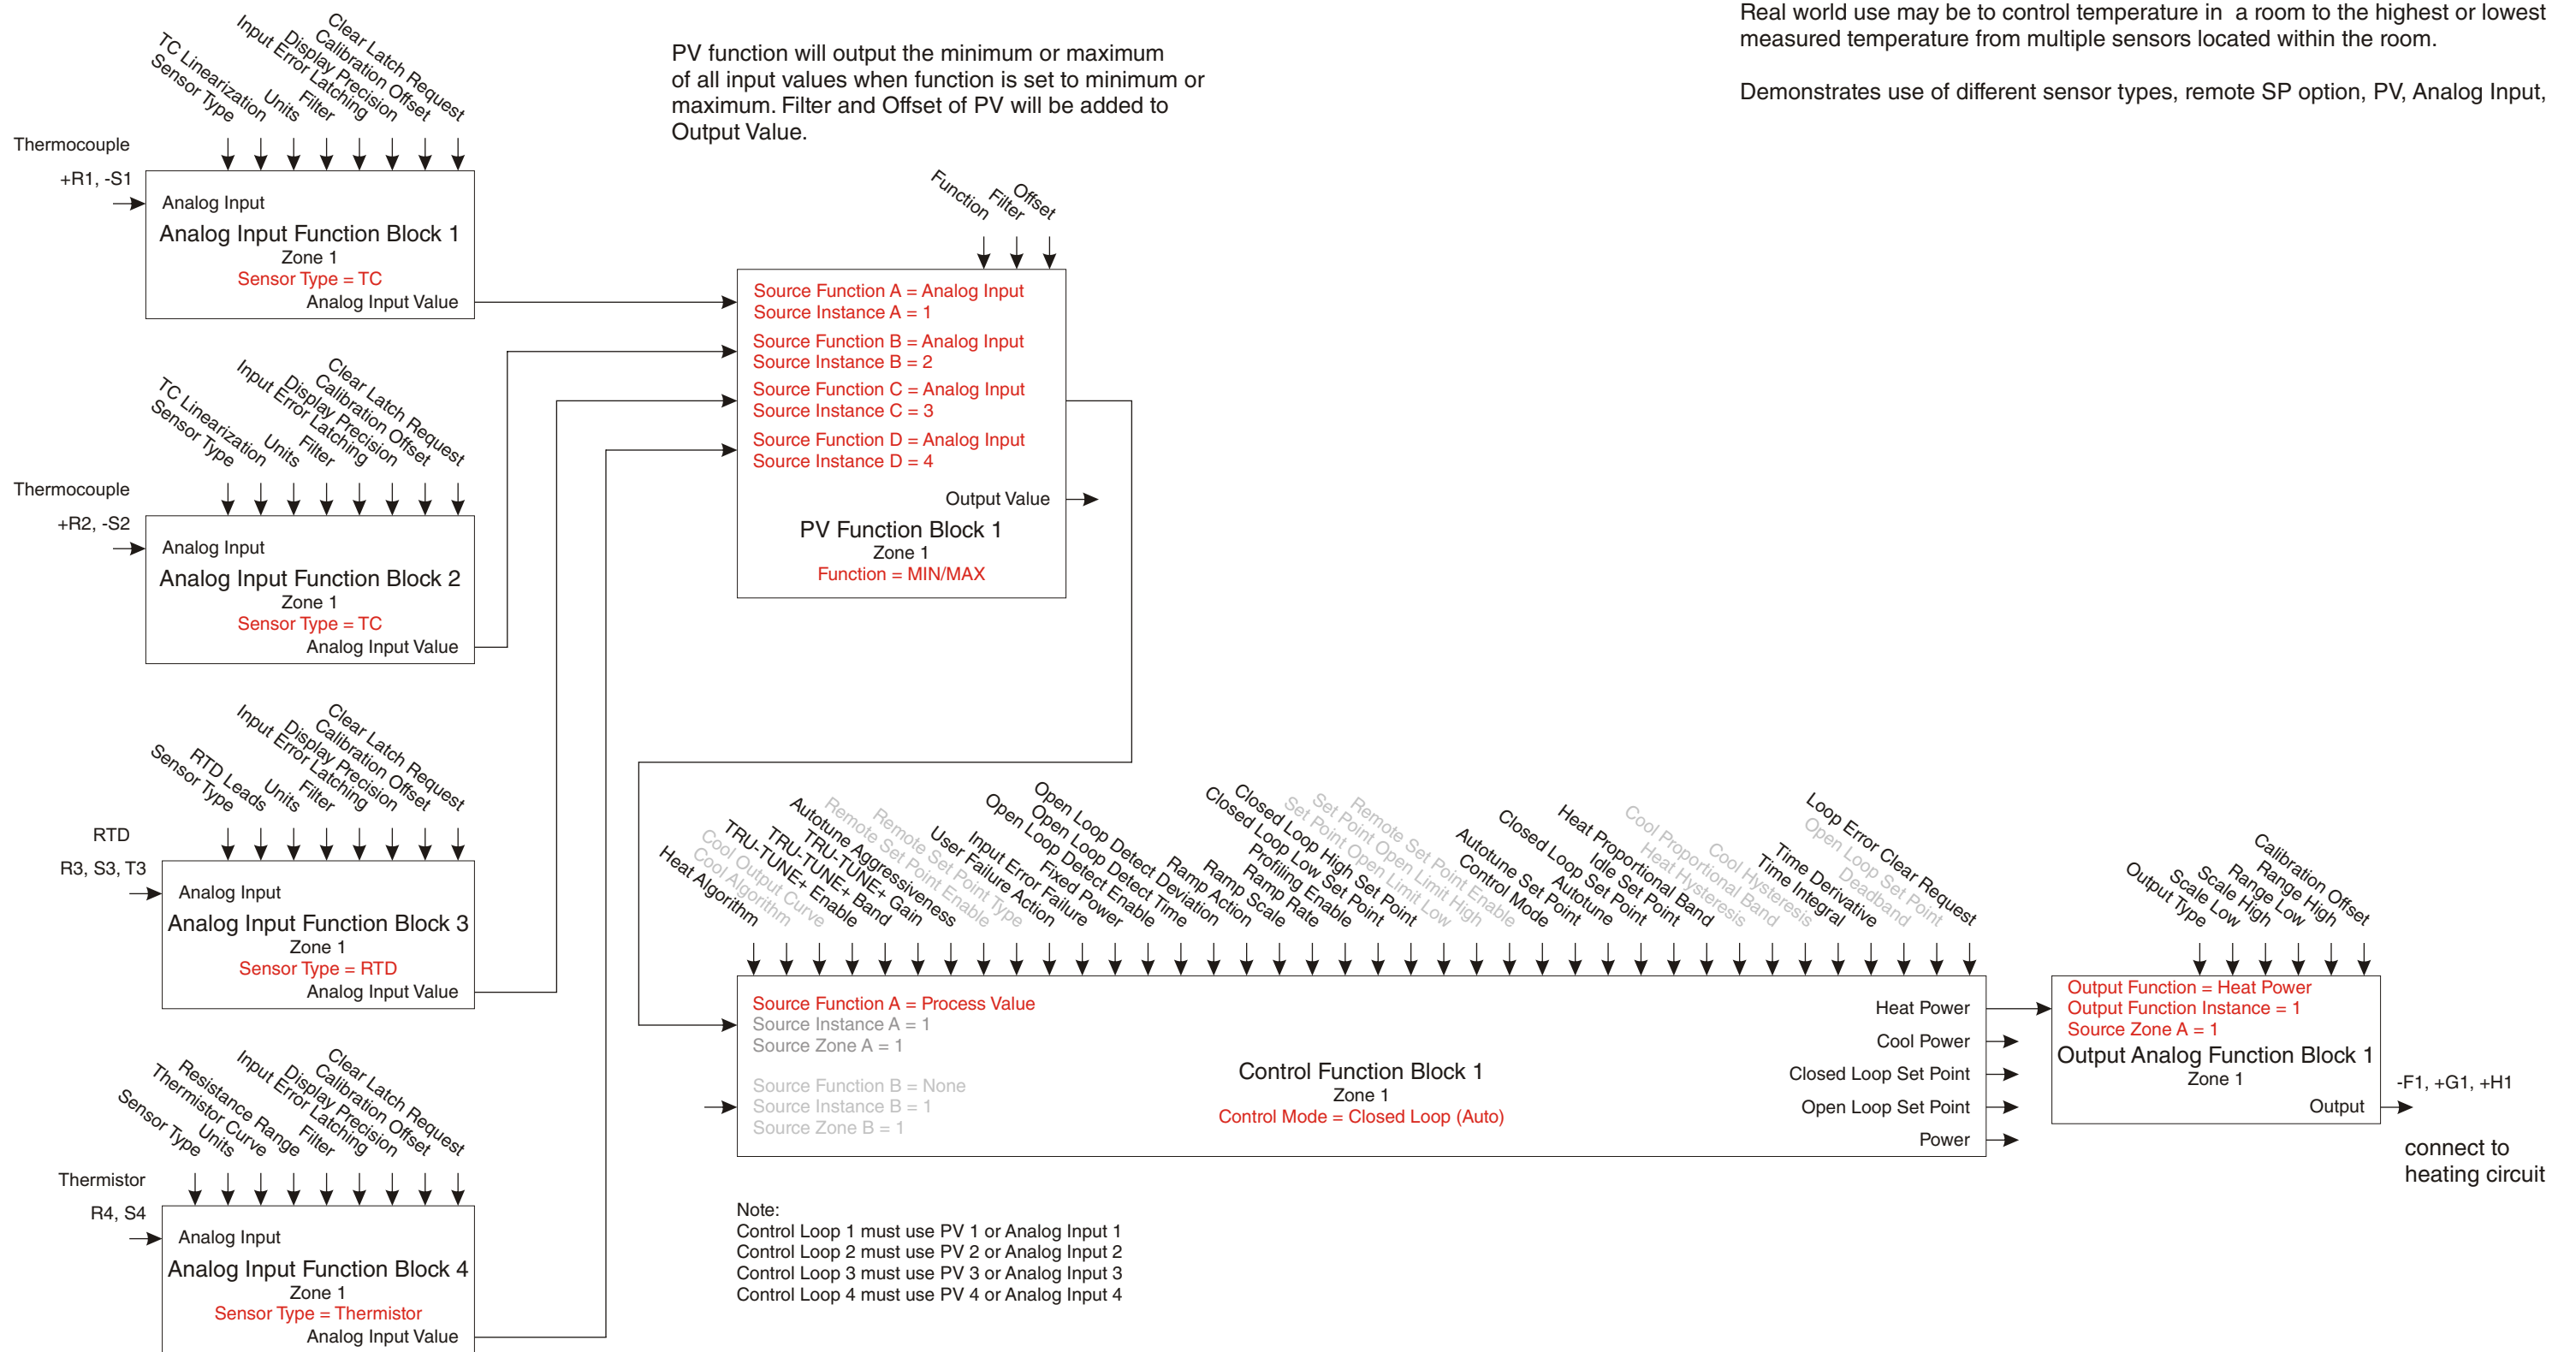 Real world use may be to control temperature in a room to the highest or lowest
measured temperature from multiple sensors located within the room.
Demonstrates use of different sensor types, remote SP option, PV, Analog Input,
PV function will output the minimum or maximum
of all input values when function is set to minimum or
maximum. Filter and Offset of PV will be added to
Output Value.
Sensor Type
TC Linearization
Units
Filter
Input Error Latching
Display Precision
Calibration Offset
Clear Latch Request
Thermocouple
+R1, -S1
Analog Input
Analog Input Function Block 1
Zone 1
Sensor Type = TC
Analog Input Value
Sensor Type
TC Linearization
Units
Filter
Input Error Latching
Display Precision
Calibration Offset
Clear Latch Request
Thermocouple
+R2, -S2
Analog Input
Analog Input Function Block 2
Zone 1
Sensor Type = TC
Analog Input Value
Sensor Type
RTD Leads
Units
Filter
Input Error Latching
Display Precision
Calibration Offset
Clear Latch Request
RTD
R3, S3, T3
Analog Input
Analog Input Function Block 3
Zone 1
Sensor Type = RTD
Analog Input Value
Sensor Type
Units
Thermistor Curve
Resistance Range
Filter
Input Error Latching
Display Precision
Calibration Offset
Clear Latch Request
Thermistor
R4, S4
Analog Input
Analog Input Function Block 4
Zone 1
Sensor Type = Thermistor
Analog Input Value
Function
Filter
Offset
Source Function A = Analog Input
Source Instance A = 1
Source Function B = Analog Input
Source Instance B = 2
Source Function C = Analog Input
Source Instance C = 3
Source Function D = Analog Input
Source Instance D = 4
Output Value
PV Function Block 1
Zone 1
Function = MIN/MAX
Heat Algorithm
Cool Algorithm
Cool Output Curve
TRU-TUNE+ Enable
TRU-TUNE+ Band
TRU-TUNE+ Gain
Autotune Aggressiveness
Remote Set Point Enable
Remote Set Point Type
User Failure Action
Input Error Failure
Fixed Power
Open Loop Detect Enable
Open Loop Detect Time
Open Loop Detect Deviation
Ramp Action
Ramp Scale
Ramp Rate
Profiling Enable
Closed Loop Low Set Point
Closed Loop High Set Point
Set Point Open Limit Low
Set Point Open Limit High
Remote Set Point Enable
Control Mode
Autotune Set Point
Autotune
Closed Loop Set Point
Idle Set Point
Heat Proportional Band
Heat Hysteresis
Cool Proportional Band
Cool Hysteresis
Time Integral
Time Derivative
Deadband
Open Loop Set Point
Loop Error Clear Request
Source Function A = Process Value
Source Instance A = 1
Source Zone A = 1
Source Function B = None
Source Instance B = 1
Source Zone B = 1
Control Function Block 1
Zone 1
Control Mode = Closed Loop (Auto)
Heat Power
Cool Power
Closed Loop Set Point
Open Loop Set Point
Power
Output Type
Scale Low
Scale High
Range Low
Range High
Calibration Offset
Output Function = Heat Power
Output Function Instance = 1
Source Zone A = 1
Output Analog Function Block 1
Zone 1
Output
-F1, +G1, +H1
connect to
heating circuit
Note:
Control Loop 1 must use PV 1 or Analog Input 1
Control Loop 2 must use PV 2 or Analog Input 2
Control Loop 3 must use PV 3 or Analog Input 3
Control Loop 4 must use PV 4 or Analog Input 4